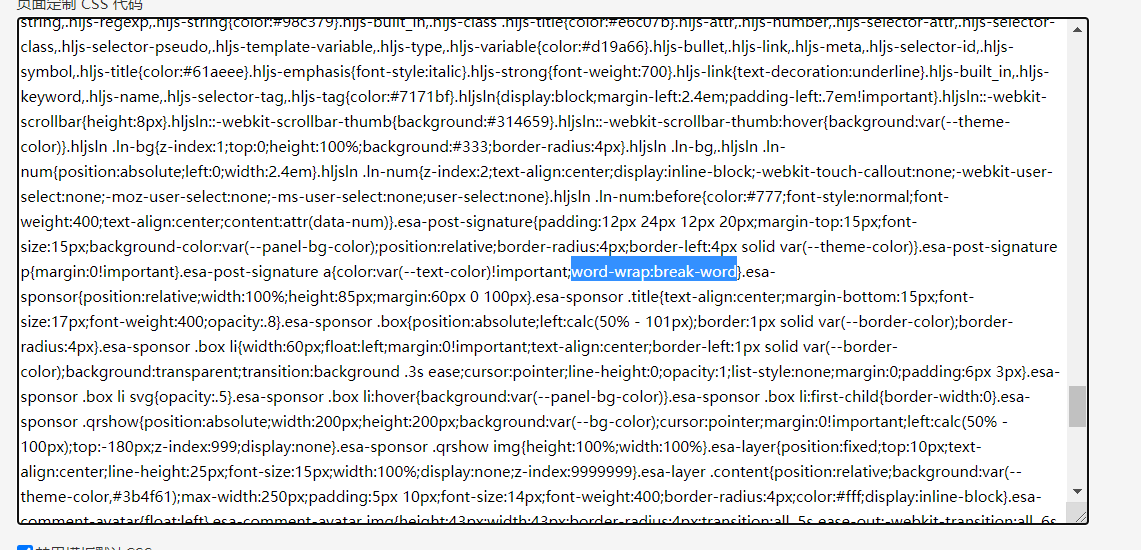 页面定制 CSS 代码
string,.hljs-regexp,.hljs-string{color:#98c379}.hljs-built_in,.hljs-class .hljs-title{color:#e6c07b}.hljs-attr,.hljs-number,.hljs-selector-attr,.hljs-selector-
class,.hljs-selector-pseudo,.hljs-template-variable,.hljs-type,.hljs-variable{color:#d19a66}.hljs-bullet,.hljs-link,.hljs-meta,.hljs-selector-id,.hljs-
symbol,.hljs-title{color:#61aeee}.hljs-emphasis{font-style:italic}.hljs-strong{font-weight:700}.hljs-link{text-decoration:underline}.hljs-built_in,.hljs-
keyword,.hljs-name,.hljs-selector-tag,.hljs-tag{color:#7171bf}.hljsln{display:block;margin-left:2.4em;padding-left:.7em!important}.hljsln::-webkit-
scrollbar{height:8px}.hljsln::-webkit-scrollbar-thumb{background:#314659}.hljsln::-webkit-scrollbar-thumb:hover{background:var(--theme-
color)}.hljsln .ln-bg{z-index:1;top:0;height:100%;background:#333;border-radius:4px}.hljsln .ln-bg,.hljsln .ln-
num{position:absolute;left:0;width:2.4em}.hljsln .ln-num{z-index:2;text-align:center;display:inline-block;-webkit-touch-callout:none;-webkit-user-
select:none;-moz-user-select:none;-ms-user-select:none;user-select:none}.hljsln .ln-num:before{color:#777;font-style:normal;font-
weight:400;text-align:center;content:attr(data-num)}.esa-post-signature{padding:12px 24px 12px 20px;margin-top:15px;font-
size:15px;background-color:var(--panel-bg-color);position:relative;border-radius:4px;border-left:4px solid var(--theme-color)}.esa-post-signature
p{margin:0!important}.esa-post-signature a{color:var(--text-color)!important;word-wrap:break-word}.esa-
sponsor{position:relative;width:100%;height:85px;margin:60px 0 100px}.esa-sponsor .title{text-align:center;margin-bottom:15px;font-
size:17px;font-weight:400;opacity:.8}.esa-sponsor .box{position:absolute;left:calc(50% - 101px);border:1px solid var(--border-color);border-
radius:4px}.esa-sponsor .box li{width:60px;float:left;margin:0!important;text-align:center;border-left:1px solid var(--border-
color);background:transparent;transition:background .3s ease;cursor:pointer;line-height:0;opacity:1;list-style:none;margin:0;padding:6px 3px}.esa-
sponsor .box li svg{opacity:.5}.esa-sponsor .box li:hover{background:var(--panel-bg-color)}.esa-sponsor .box li:first-child{border-width:0}.esa-
sponsor .qrshow{position:absolute;width:200px;height:200px;background:var(--bg-color);cursor:pointer;margin:0!important;left:calc(50% -
100px);top:-180px;z-index:999;display:none}.esa-sponsor .qrshow img{height:100%;width:100%}.esa-layer{position:fixed;top:10px;text-
align:center;line-height:25px;font-size:15px;width:100%;display:none;z-index:9999999}.esa-layer .content{position:relative;background:var(--
theme-color,#3b4f61);max-width:250px;padding:5px 10px;font-size:14px;font-weight:400;border-radius:4px;color:#fff;display:inline-block}.esa-
comment-avatar{float:left}.esa-comment-avatar img{height:43px;width:43px;border-radius:4px;transition:all .5s ease-out;-webkit-transition:all .6s
禁用模板默认CSS